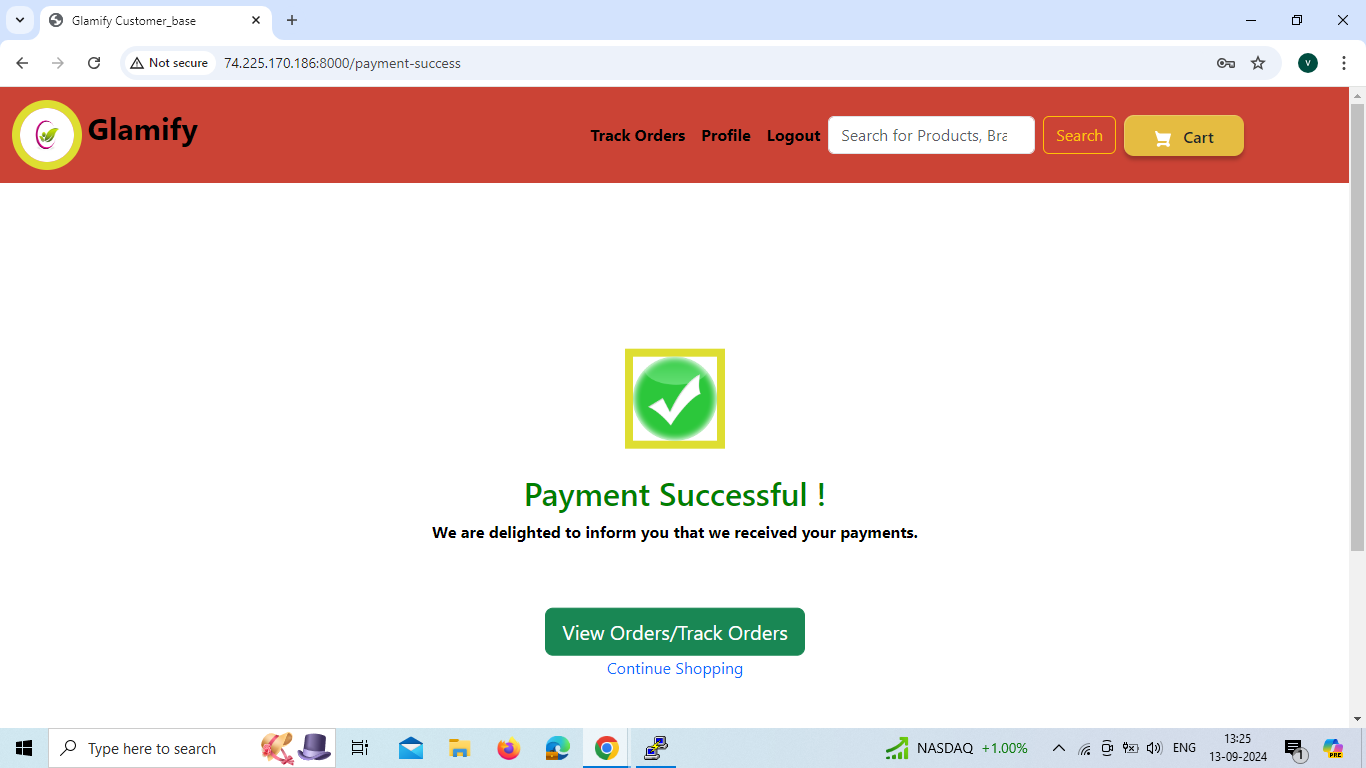 Glamify Customer_base
Not secure
74.225.170.186:8000/payment-success
V
Glamify
Track Orders
Profile
Logout
Search for Products, Bra
Search
Cart
Payment Successful !
We are delighted to inform you that we received your payments.
View Orders/Track Orders
Continue Shopping
Type here to search
NASDAQ +1.00%
ENG
13:25
13-09-2024
1
PRE